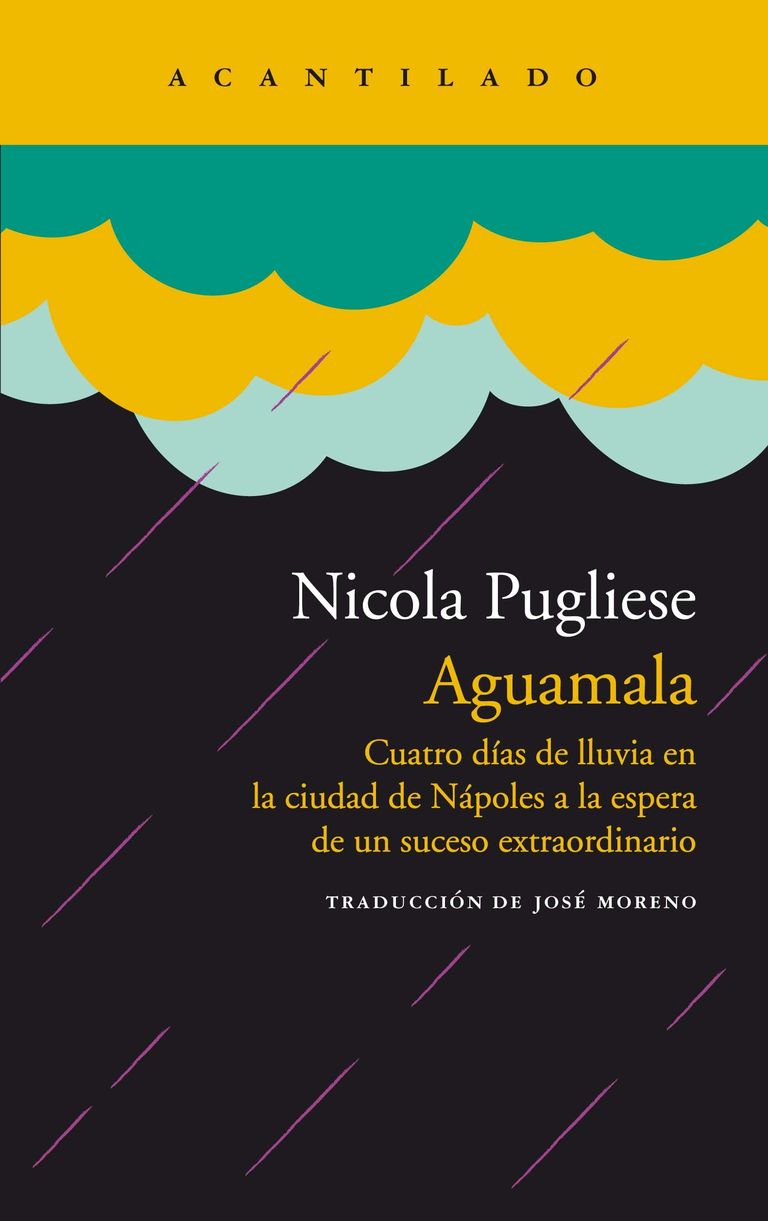 ACANTILADO
Nicola Pugliese
Aguamala
Cuatro días de lluvia en
la ciudad de Nápoles a la espera
de un suceso extraordinario
TRADUCCIÓN DE JOSÉ MORENO